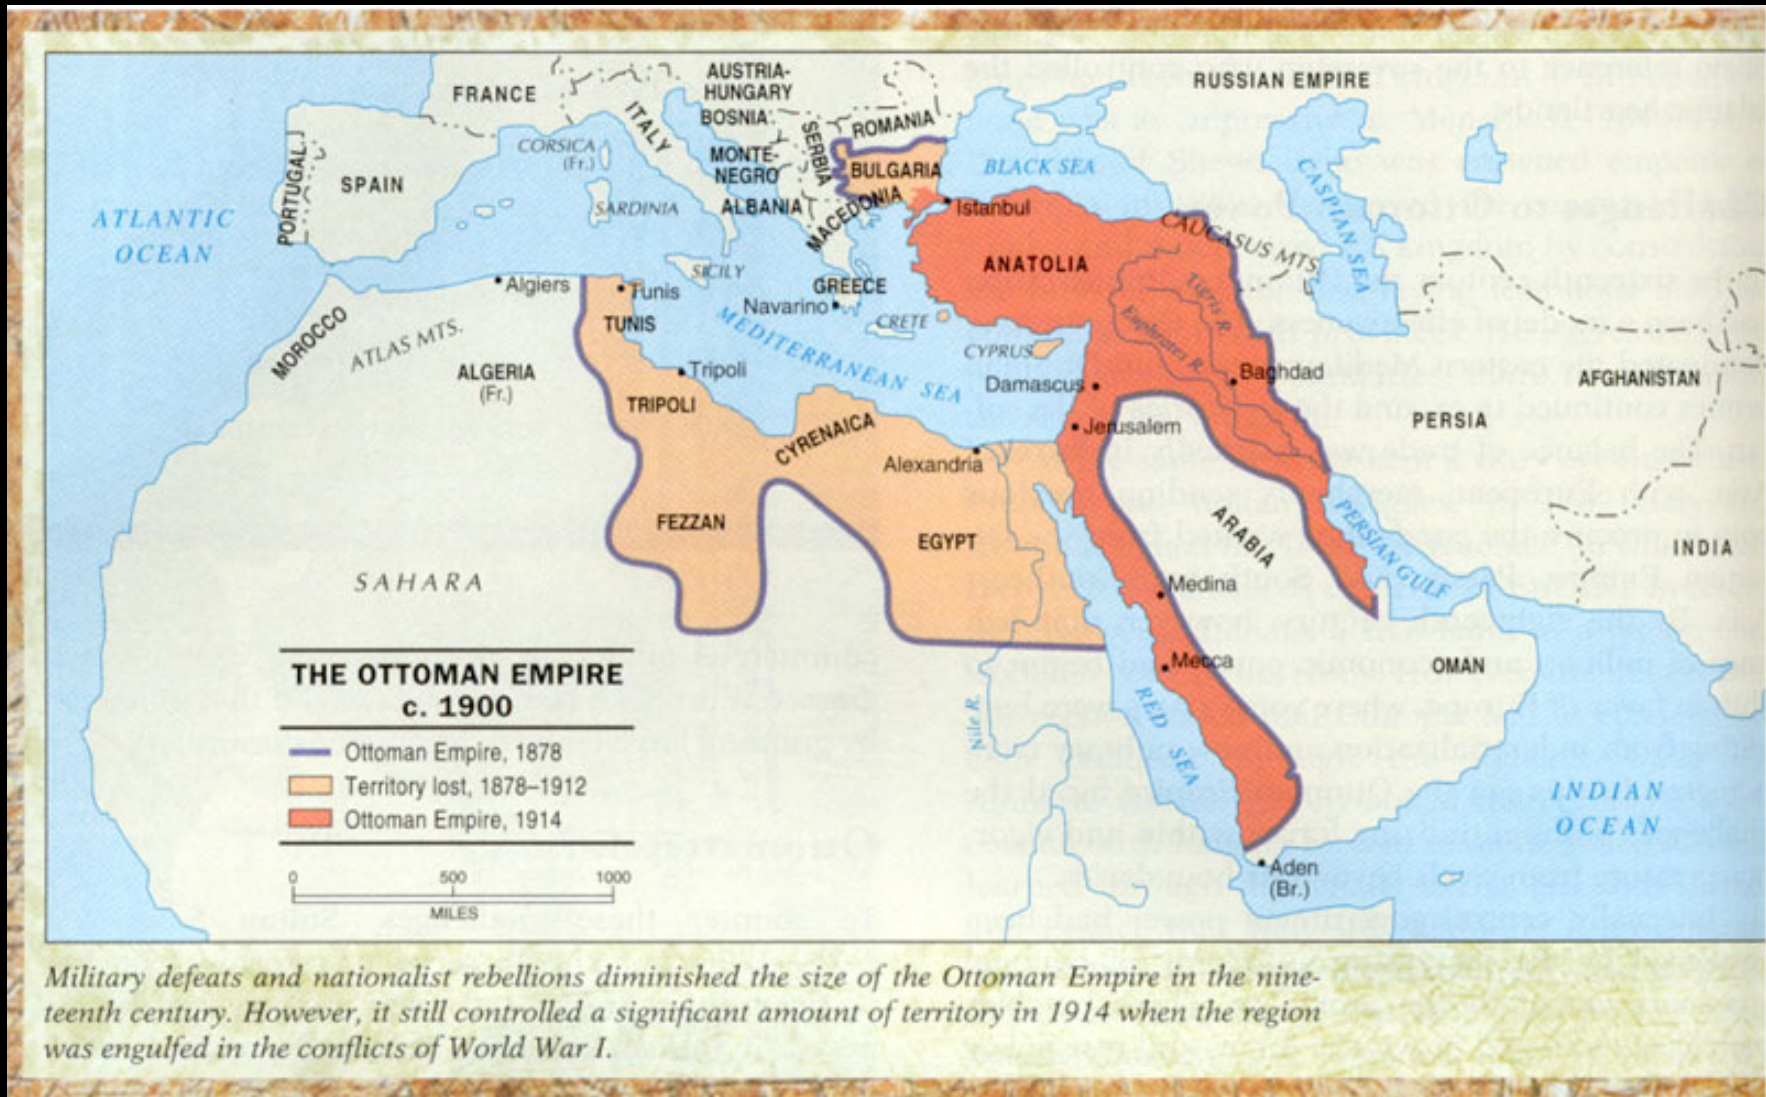 FRANCE
AUSTRIA-
HUNGARY
BOSNIA
ITALY
CORSICA
(Fr.)
MONTE-
NEGRO
SERBIA
ROMANIA
BULGARIA
MACEDONIA
ALBANIA
RUSSIAN EMPIRE
BLACK SEA
CASPIAN SEA
PORTUGAL
SPAIN
SARDINIA
ATLANTIC
OCEAN
Istanbul
CAUCASUS MTS.
ANATOLIA
SICILY
GREECE
Navarino
CRETE
CYPRUS
Algiers
Tunis
TUNIS
MEDITERRANEAN SEA
Tigris R.
Euphrates R.
MOROCCO
ATLAS MTS.
ALGERIA
(Fr.)
Tripoli
TRIPOLI
Damascus
Baghdad
AFGHANISTAN
PERSIA
CYRENAICA
Jerusalem
Alexandria
FEZZAN
EGYPT
ARABIA
PERSIAN GULF
INDIA
SAHARA
Medina
Mecca
OMAN
Nile R.
RED SEA
INDIAN
OCEAN
Aden
(Br.)
THE OTTOMAN EMPIRE
c. 1900
Ottoman Empire, 1878
Territory lost, 1878–1912
Ottoman Empire, 1914
0 500 1000
MILES
Military defeats and nationalist rebellions diminished the size of the Ottoman Empire in the nine-
teenth century. However, it still controlled a significant amount of territory in 1914 when the region
was engulfed in the conflicts of World War I.